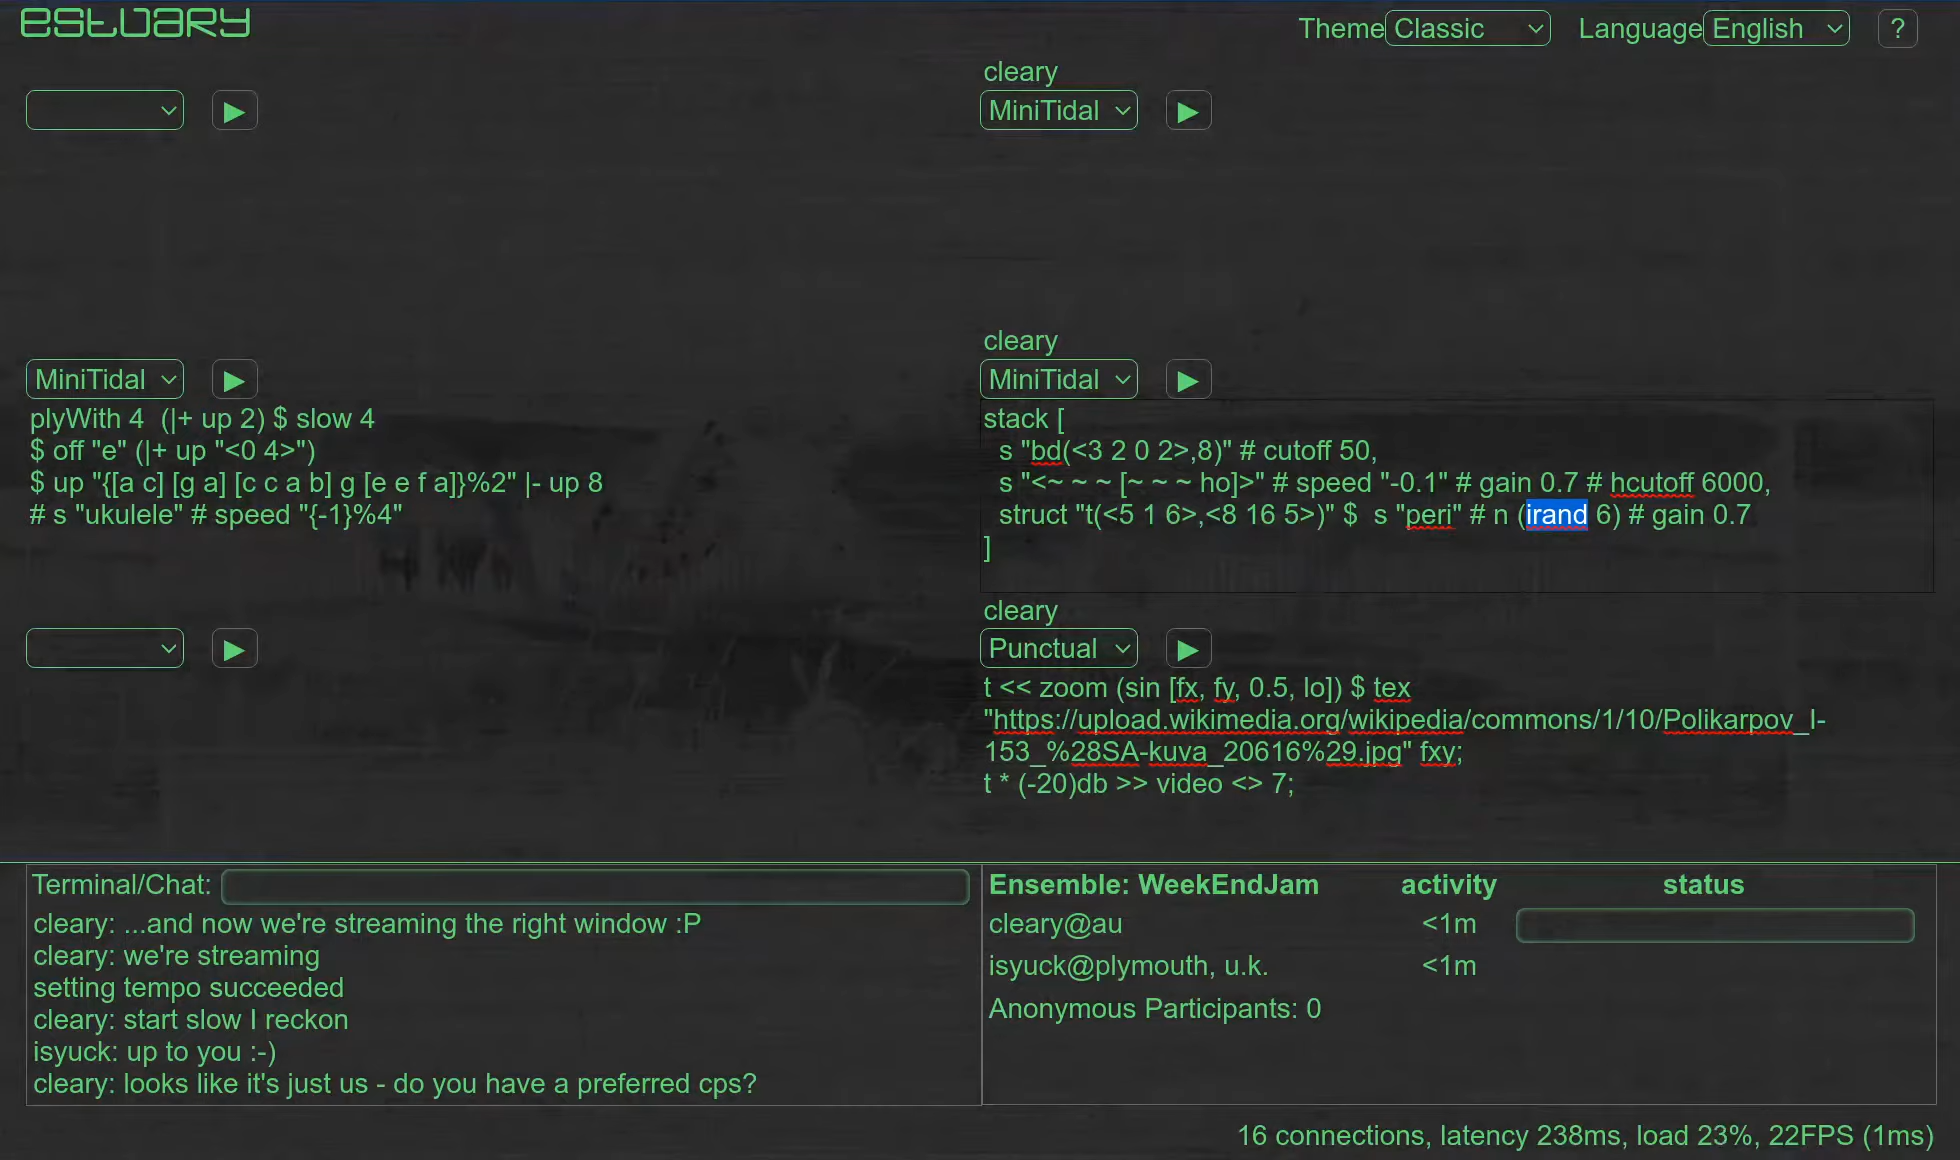 estuary
Theme Classic Language English ?
▶
cleary
MiniTidal ▶
MiniTidal ▶
plyWith 4  (|+ up 2) $ slow 4
$ off "e" (|+ up "<0 4>")
$ up "{[a c] [g a] [c c a b] g [e e f a]}%2" |- up 8
# s "ukulele" # speed "{-1}%4"
cleary
MiniTidal ▶
stack [
  s "bd(<3 2 0 2>,8)" # cutoff 50,
  s "<~ ~ ~ [~ ~ ~ ho]>" # speed "-0.1" # gain 0.7 # hcutoff 6000,
  struct "t(<5 1 6>,<8 16 5>)" $  s "peri" # n (irand 6) # gain 0.7
]
▶
cleary
Punctual ▶
t << zoom (sin [fx, fy, 0.5, lo]) $ tex
"https://upload.wikimedia.org/wikipedia/commons/1/10/Polikarpov_I-
153_%28SA-kuva_20616%29.jpg" fxy;
t * (-20)db >> video <> 7;
Terminal/Chat:
cleary: ...and now we're streaming the right window :P
cleary: we're streaming
setting tempo succeeded
cleary: start slow I reckon
isyuck: up to you :-)
cleary: looks like it's just us - do you have a preferred cps?
Ensemble: WeekEndJam activity status
cleary@au <1m
isyuck@plymouth, u.k. <1m
Anonymous Participants: 0
16 connections, latency 238ms, load 23%, 22FPS (1ms)